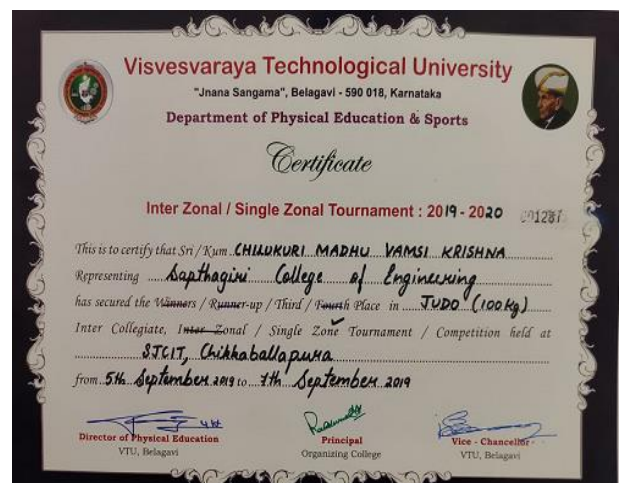 Visvesvaraya Technological University
"Jnana Sangama", Belagavi - 590 018, Karnataka
Department of Physical Education & Sports
Certificate
Inter Zonal / Single Zonal Tournament : 2019 - 2020
This is to certify that Sri / Kum CHILUKURI MADHU VAMSI KRISHNA
Representing Sapthagiri College of Engineering
has secured the Winners / Runner-up / Third / Fourth Place in JUDO (100Kg)
Inter Collegiate, Inter Zonal / Single Zone Tournament / Competition held at
SJCIT, Chikkaballapura
from 5th September 2019 to 7th September 2019
Director of Physical Education
VTU, Belagavi
Principal
Organizing College
Vice - Chancellor
VTU, Belagavi